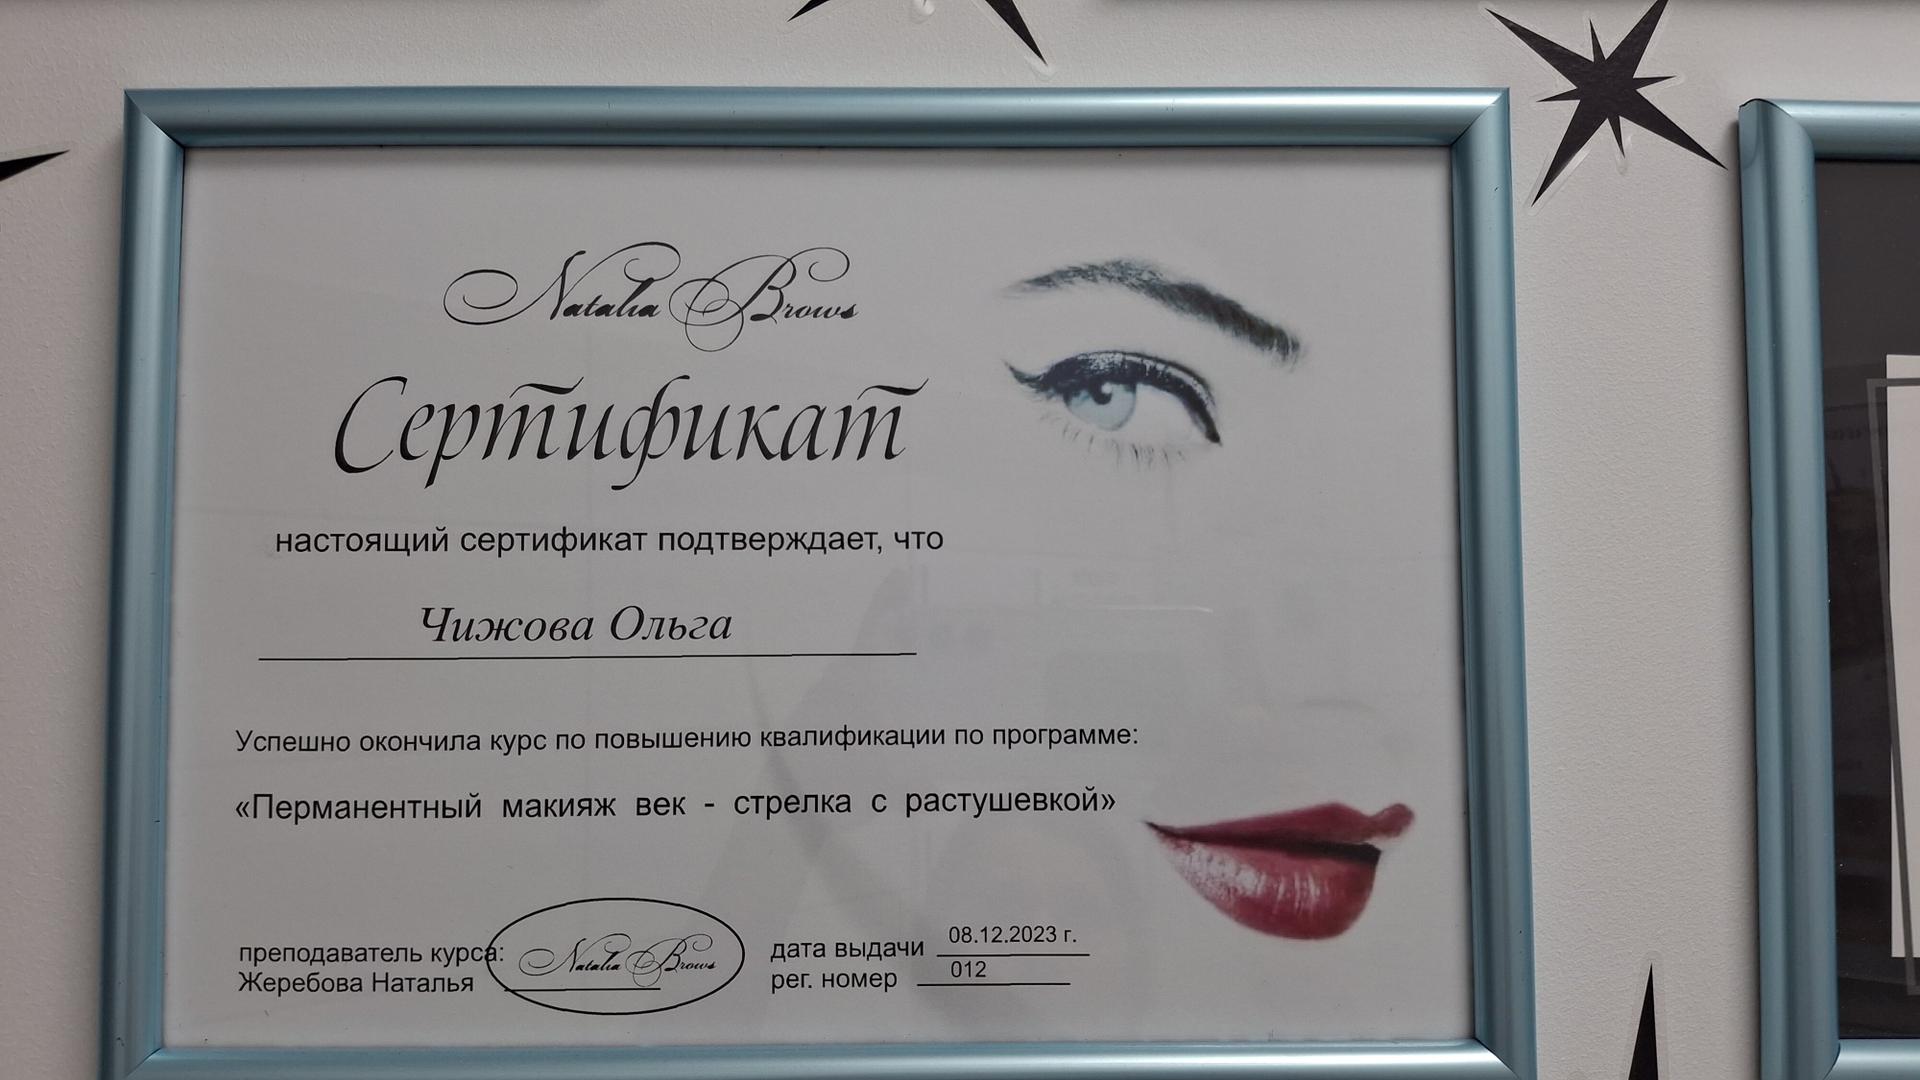 Natalia Brows
Сертификат
настоящий сертификат подтверждает, что
Чижова Ольга
Успешно окончила курс по повышению квалификации по программе:
«Перманентный макияж век - стрелка с растушевкой»
преподаватель курса:
Жеребова Наталья
Natalia Brows
дата выдачи 08.12.2023 г.
рег. номер 012